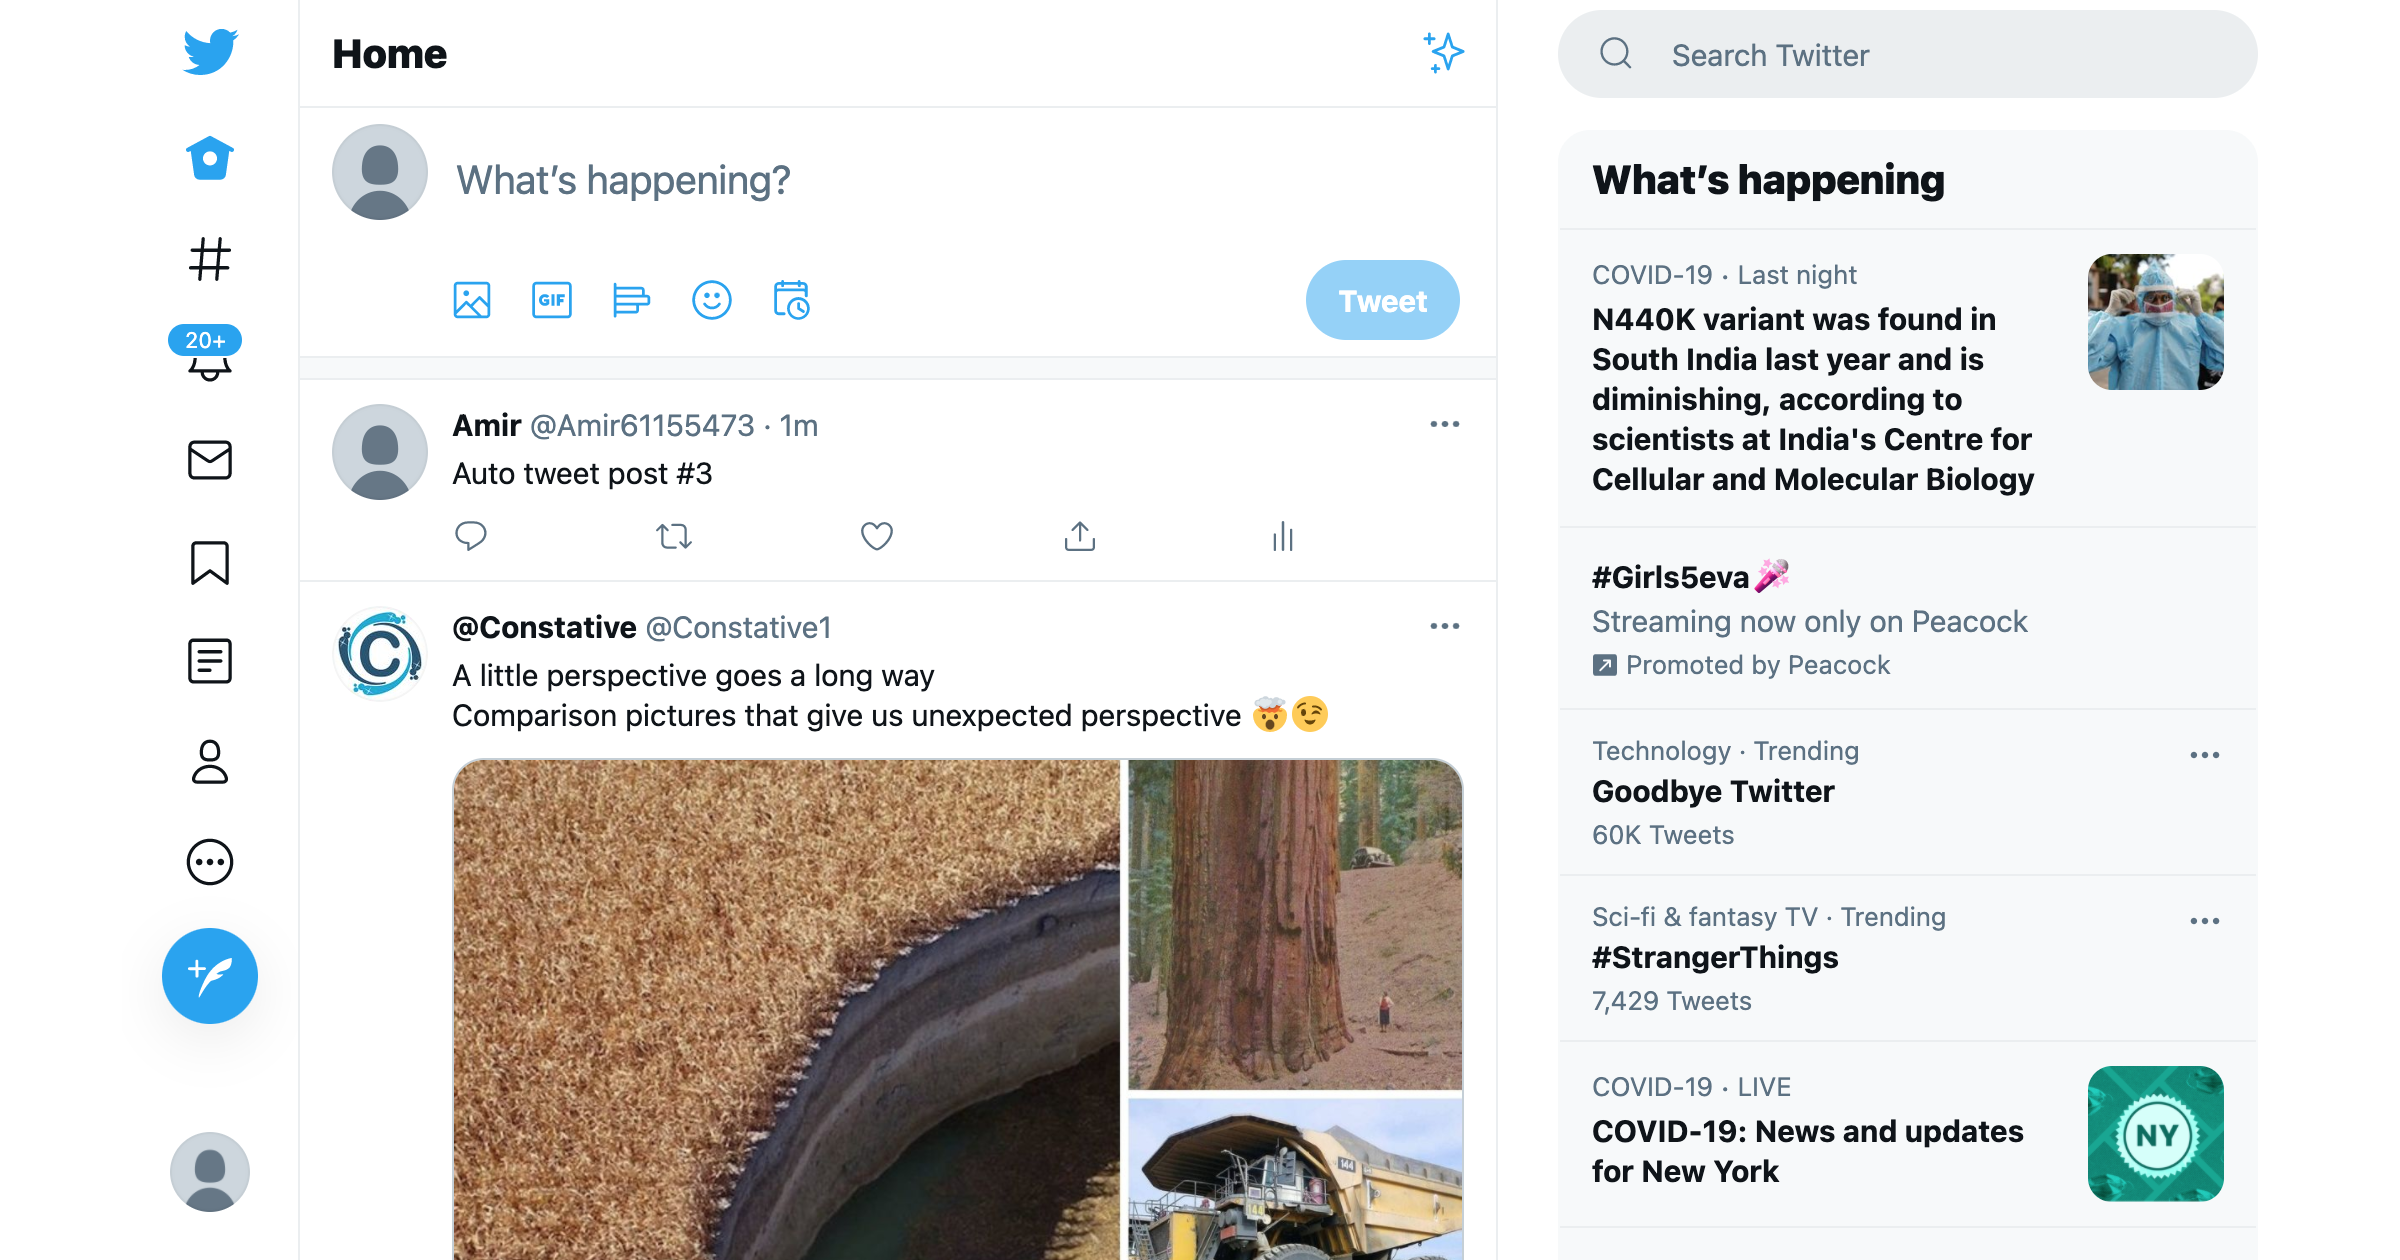 Home
What's happening?
GIF
Tweet
20+
Amir @Amir61155473 · 1m
Auto tweet post #3
@Constative @Constative1
A little perspective goes a long way
Comparison pictures that give us unexpected perspective 🤯😉
C
144
44
Search Twitter
What's happening
COVID-19 · Last night
N440K variant was found in
South India last year and is
diminishing, according to
scientists at India's Centre for
Cellular and Molecular Biology
#Girls5eva🎤
Streaming now only on Peacock
Promoted by Peacock
Technology · Trending
Goodbye Twitter
60K Tweets
Sci-fi & fantasy TV · Trending
#StrangerThings
7,429 Tweets
COVID-19 · LIVE
COVID-19: News and updates
for New York
NY